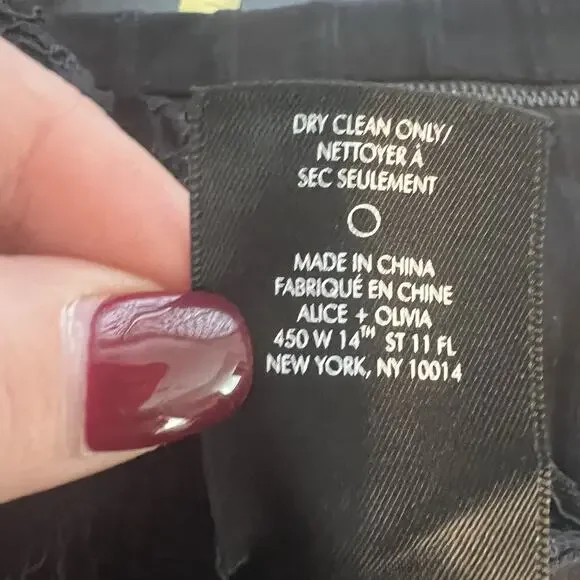 DRY CLEAN ONLY/
NETTOYER À
SEC SEULEMENT
MADE IN CHINA
FABRIQUÉ EN CHINE
ALICE + OLIVIA
450 W 14TH ST 11 FL
NEW YORK, NY 10014